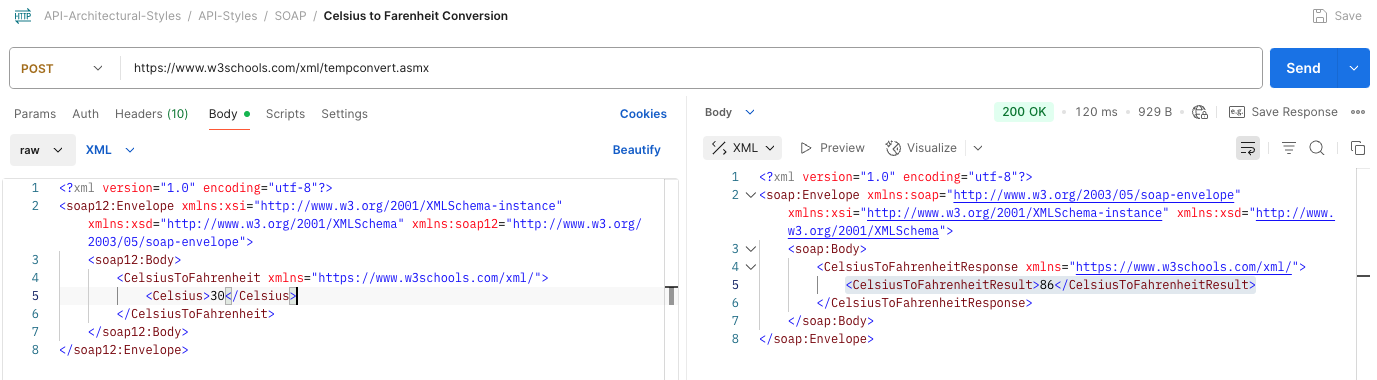 HTTP API-Architectural-Styles / API-Styles / SOAP / Celsius to Farenheit Conversion Save
POST https://www.w3schools.com/xml/tempconvert.asmx Send
Params Auth Headers (10) Body Scripts Settings Cookies
raw XML Beautify
1 <?xml version="1.0" encoding="utf-8"?>
2 <soap12:Envelope xmlns:xsi="http://www.w3.org/2001/XMLSchema-instance"
xmlns:xsd="http://www.w3.org/2001/XMLSchema" xmlns:soap12="http://www.w3.org/
2003/05/soap-envelope">
3 <soap12:Body>
4 <CelsiusToFahrenheit xmlns="https://www.w3schools.com/xml/">
5 <Celsius>30</Celsius>
6 </CelsiusToFahrenheit>
7 </soap12:Body>
8 </soap12:Envelope>
Body 200 OK 120 ms 929 B e.g. Save Response
XML Preview Visualize
1 <?xml version="1.0" encoding="utf-8"?>
2 <soap:Envelope xmlns:soap="http://www.w3.org/2003/05/soap-envelope"
xmlns:xsi="http://www.w3.org/2001/XMLSchema-instance" xmlns:xsd="http://www.
w3.org/2001/XMLSchema">
3 <soap:Body>
4 <CelsiusToFahrenheitResponse xmlns="https://www.w3schools.com/xml/">
5 <CelsiusToFahrenheitResult>86</CelsiusToFahrenheitResult>
6 </CelsiusToFahrenheitResponse>
7 </soap:Body>
8 </soap:Envelope>